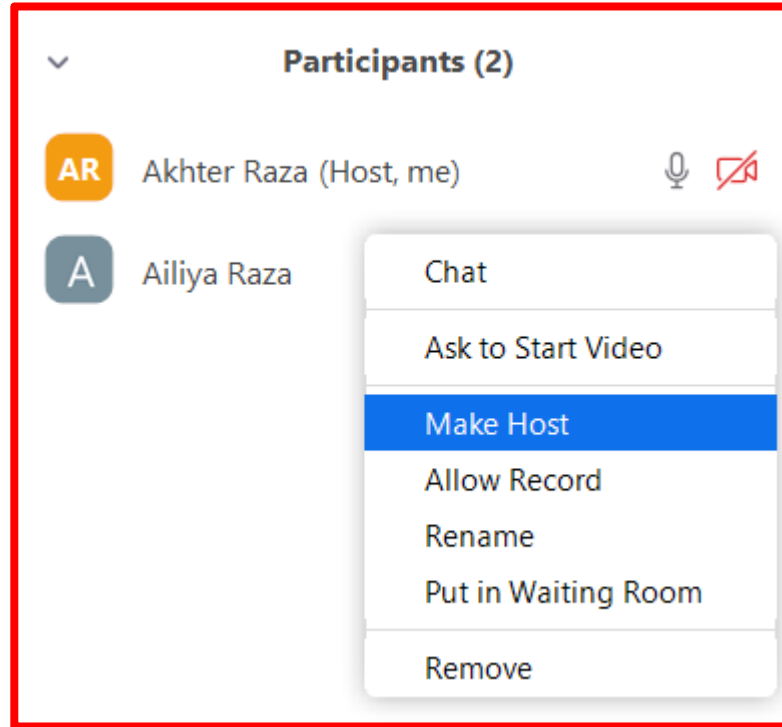 Participants (2)
AR Akhter Raza (Host, me)
A Ailiya Raza
Chat
Ask to Start Video
Make Host
Allow Record
Rename
Put in Waiting Room
Remove